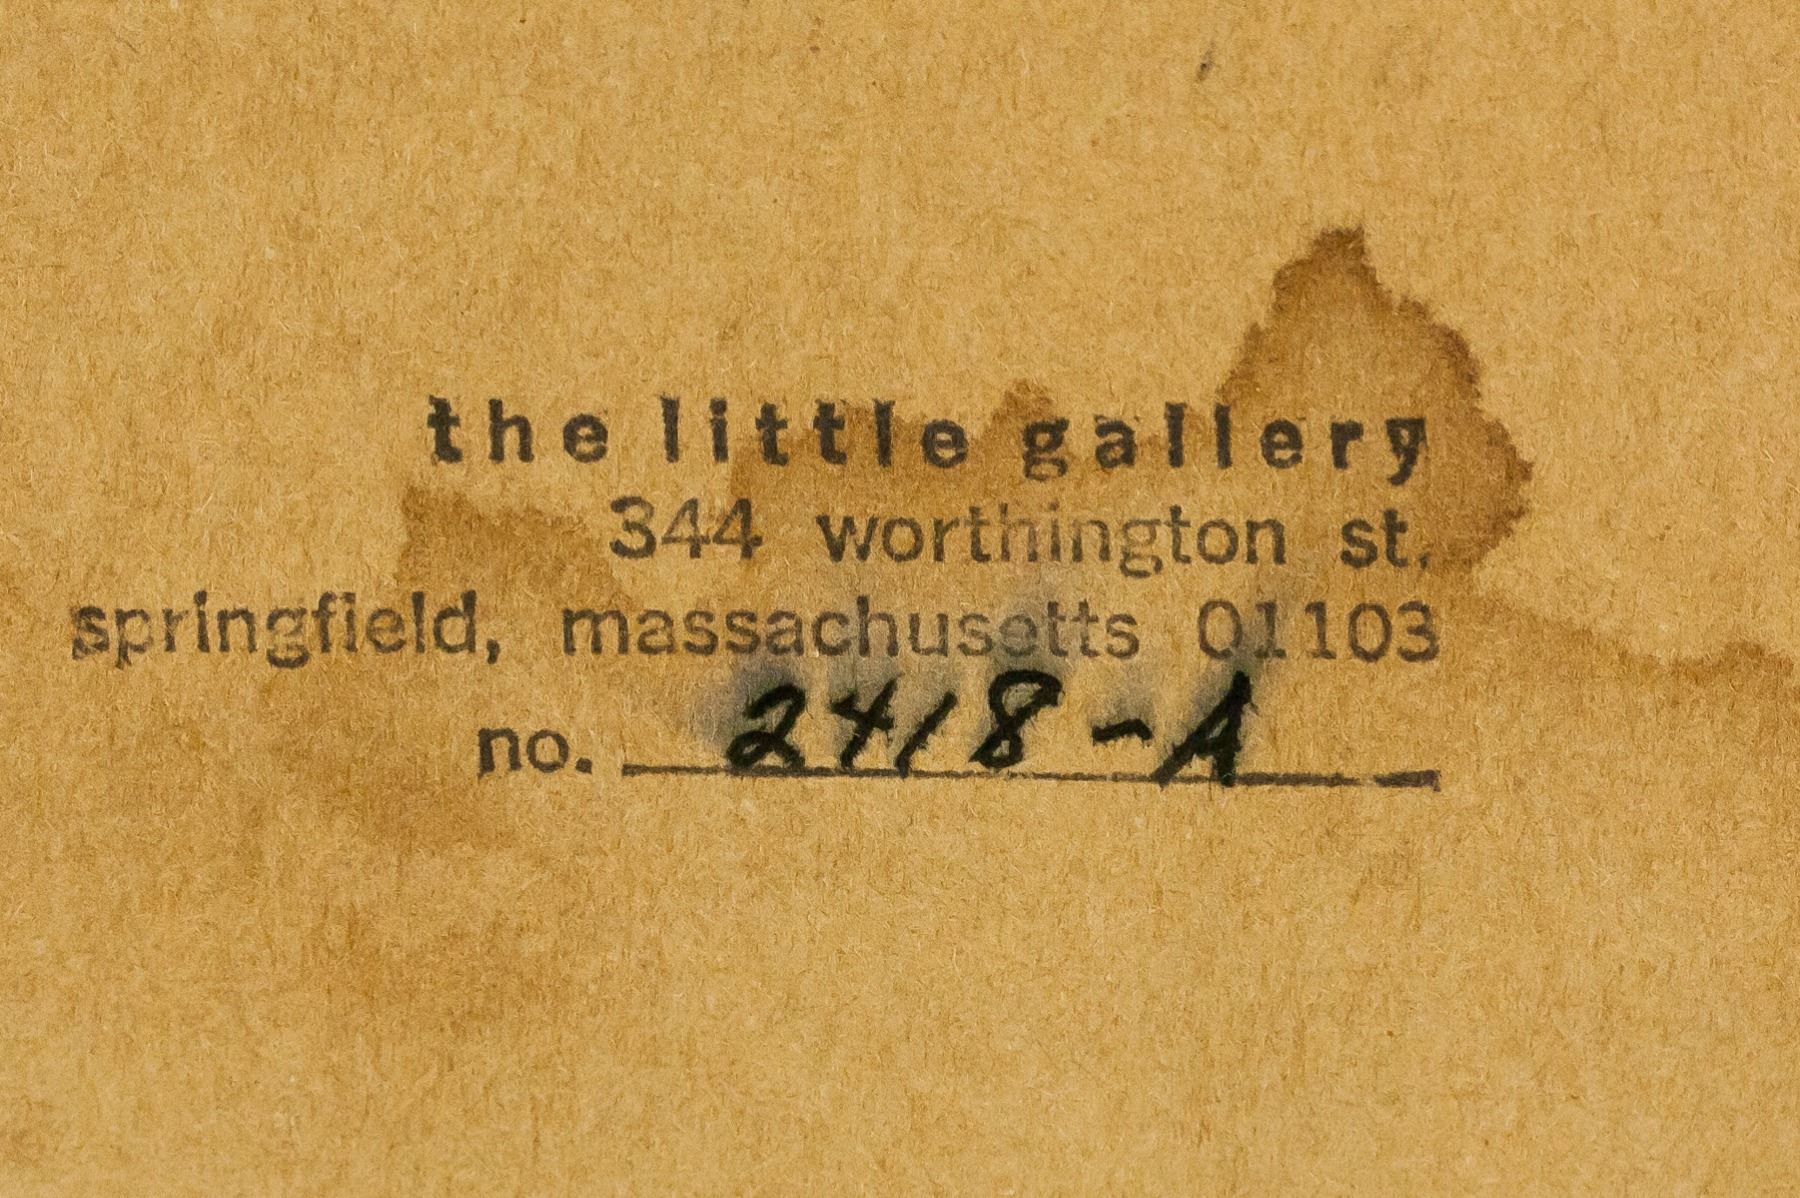 the little gallery
344 worthington st.
springfield, massachusetts 01103
no. 2418-A